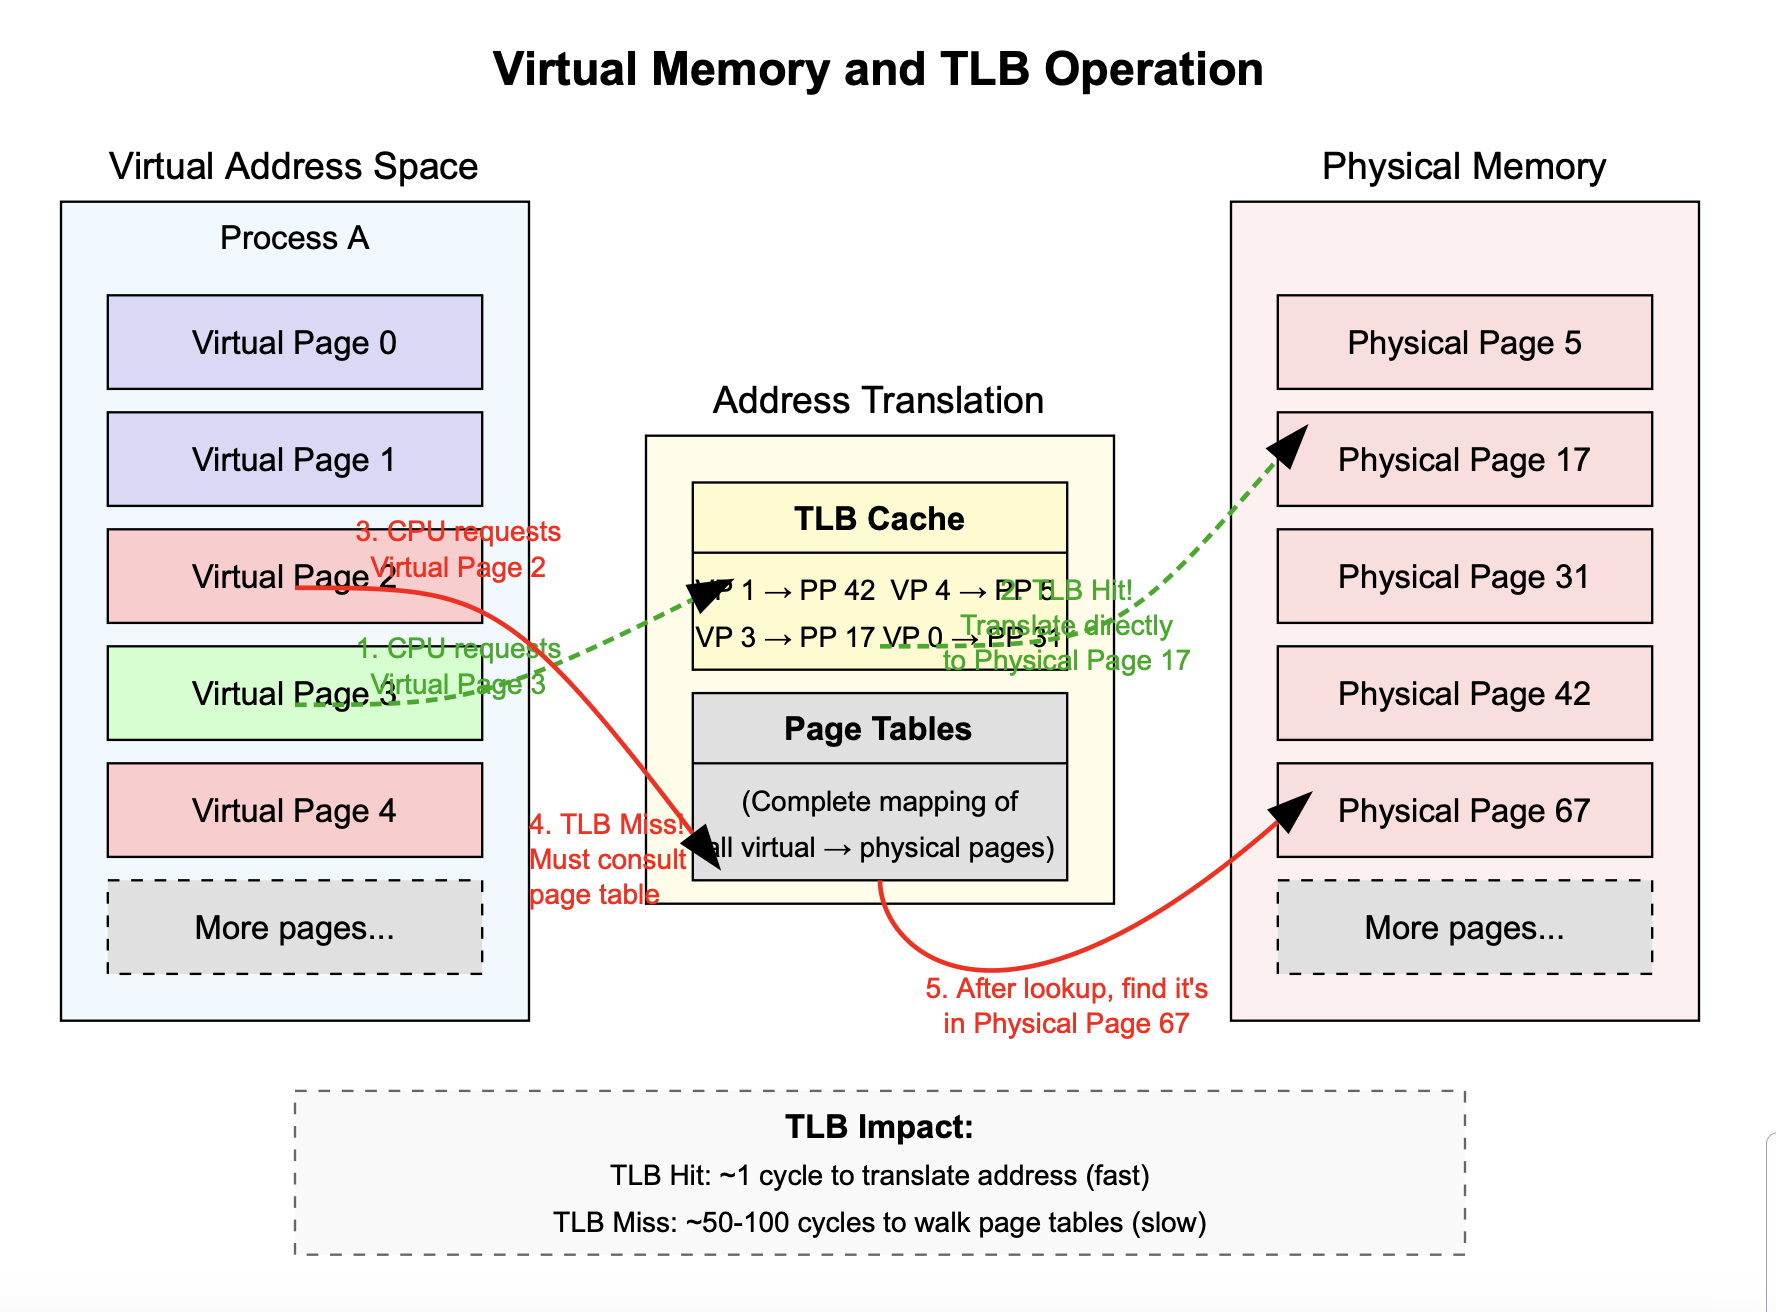 Virtual Memory and TLB Operation
Virtual Address Space
Process A
Virtual Page 0
Virtual Page 1
3. CPU requests
Virtual Page 2
Virtual Page 2
1. CPU requests
Virtual Page 3
Virtual Page 3
Virtual Page 4
More pages...
Address Translation
TLB Cache
VP 1 → PP 42 VP 4 → PP 5
VP 3 → PP 17 VP 0 → PP 31
2. TLB Hit!
Translate directly
to Physical Page 17
Page Tables
(Complete mapping of
all virtual → physical pages)
4. TLB Miss!
Must consult
page table
5. After lookup, find it's
in Physical Page 67
Physical Memory
Physical Page 5
Physical Page 17
Physical Page 31
Physical Page 42
Physical Page 67
More pages...
TLB Impact:
TLB Hit: ~1 cycle to translate address (fast)
TLB Miss: ~50-100 cycles to walk page tables (slow)